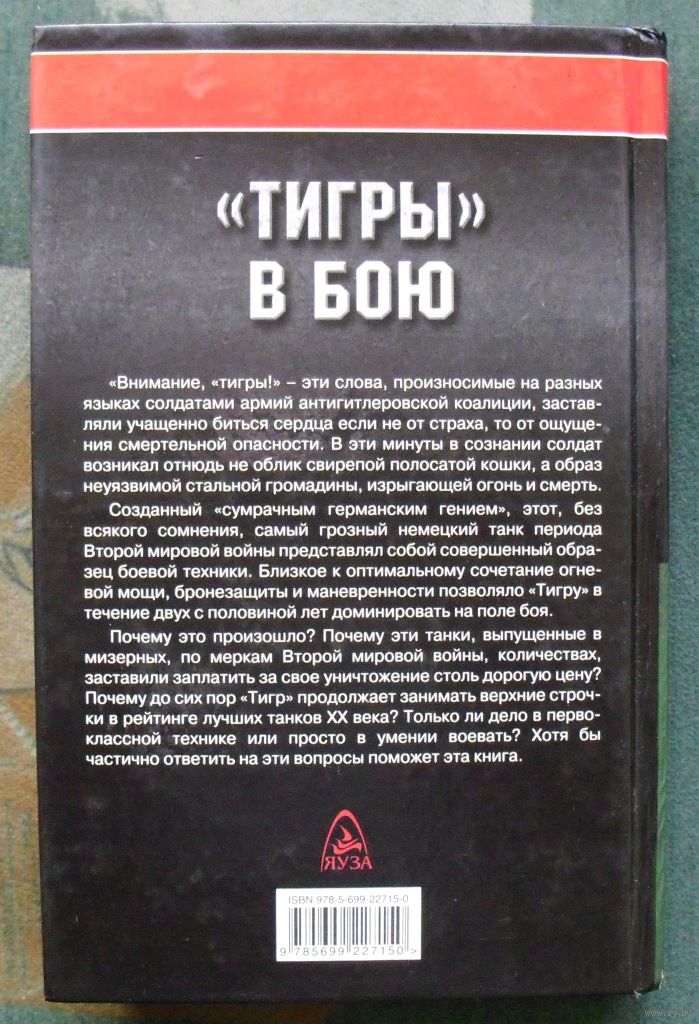 «ТИГРЫ»
В БОЮ
«Внимание, «тигры!» – эти слова, произносимые на разных
языках солдатами армий антигитлеровской коалиции, застав-
ляли учащенно биться сердца если не от страха, то от ощуще-
ния смертельной опасности. В эти минуты в сознании солдат
возникал отнюдь не облик свирепой полосатой кошки, а образ
неуязвимой стальной громадины, изрыгающей огонь и смерть.
Созданный «сумрачным германским гением», этот, без
всякого сомнения, самый грозный немецкий танк периода
Второй мировой войны представлял собой совершенный обра-
зец боевой техники. Близкое к оптимальному сочетание огне-
вой мощи, бронезащиты и маневренности позволяло «Тигру» в
течение двух с половиной лет доминировать на поле боя.
Почему это произошло? Почему эти танки, выпущенные в
мизерных, по меркам Второй мировой войны, количествах,
заставили заплатить за свое уничтожение столь дорогую цену?
Почему до сих пор «Тигр» продолжает занимать верхние строч-
ки в рейтинге лучших танков XX века? Только ли дело в перво-
классной технике или просто в умении воевать? Хотя бы
частично ответить на эти вопросы поможет эта книга.
ЯУЗА
ISBN 978-5-699-22715-0
9 785699 227150 >